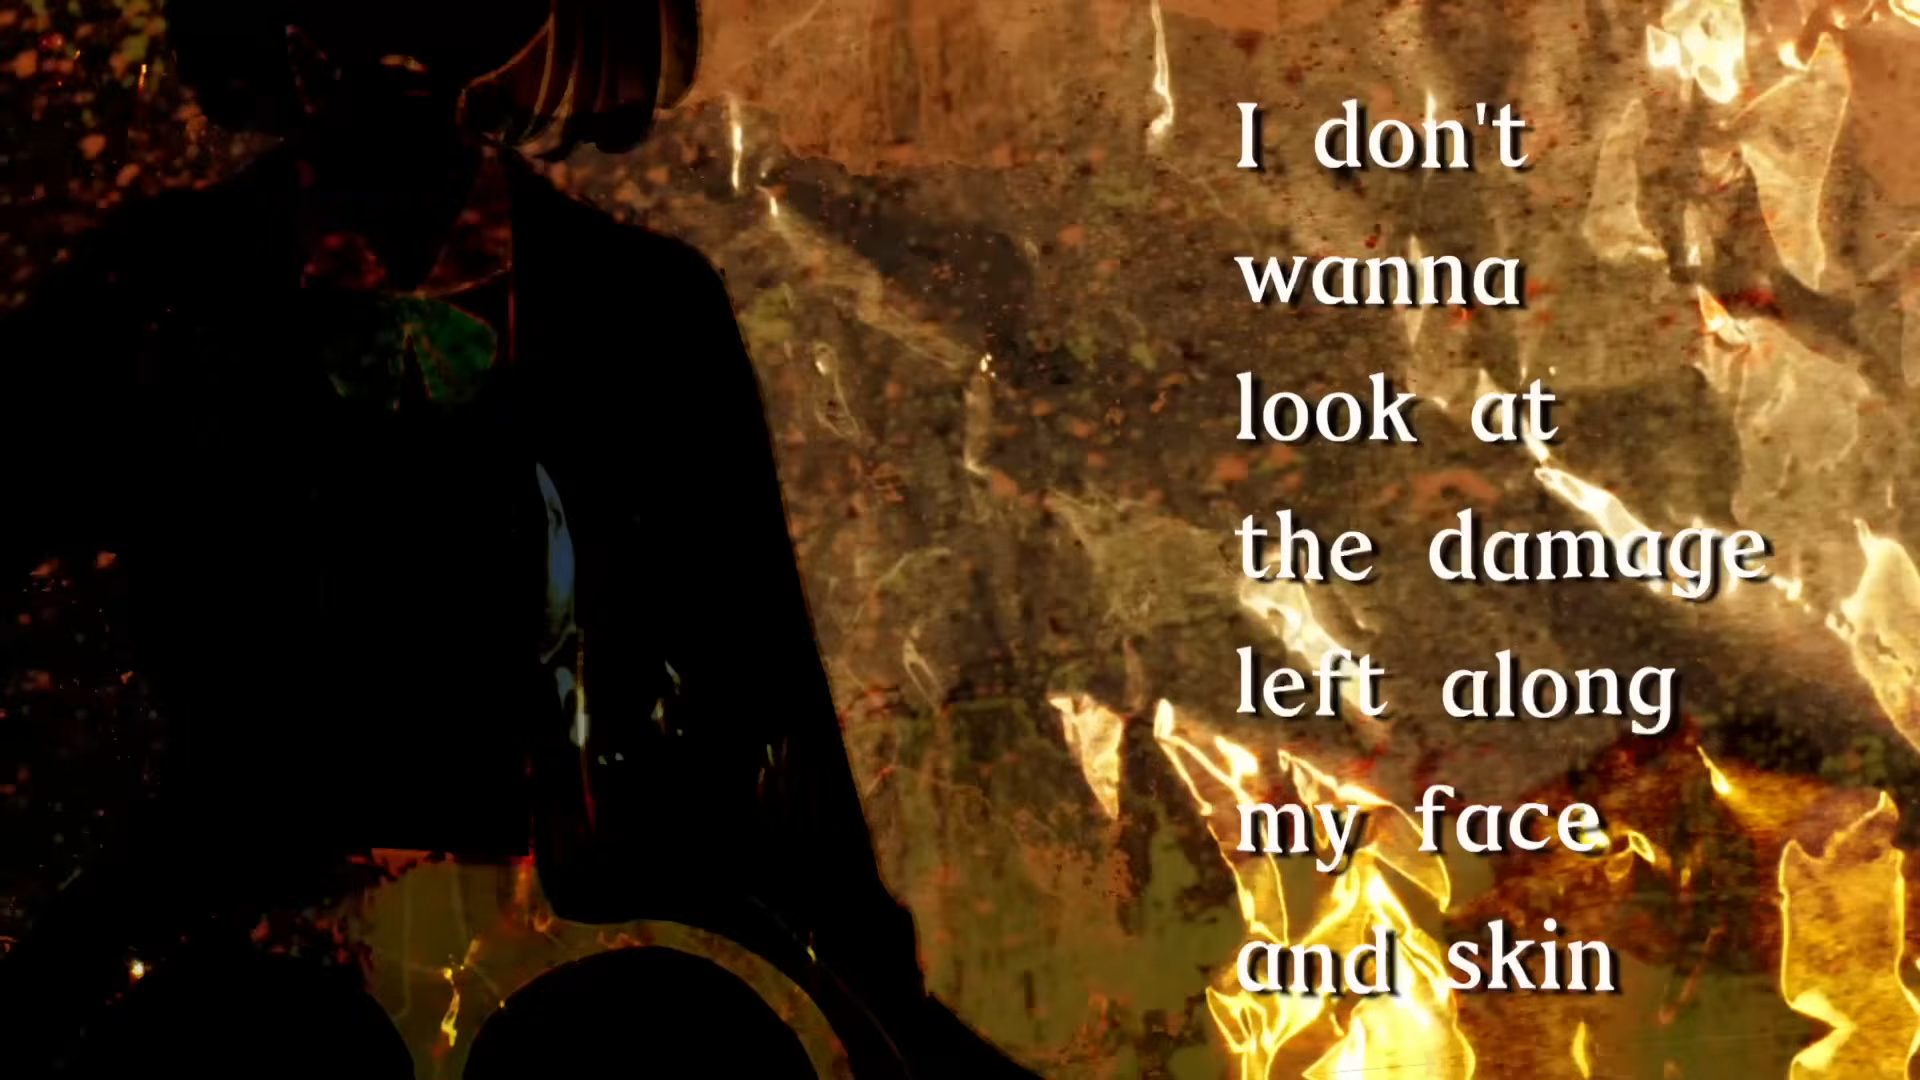 I don't
wanna
look at
the damage
left along
my face
and skin